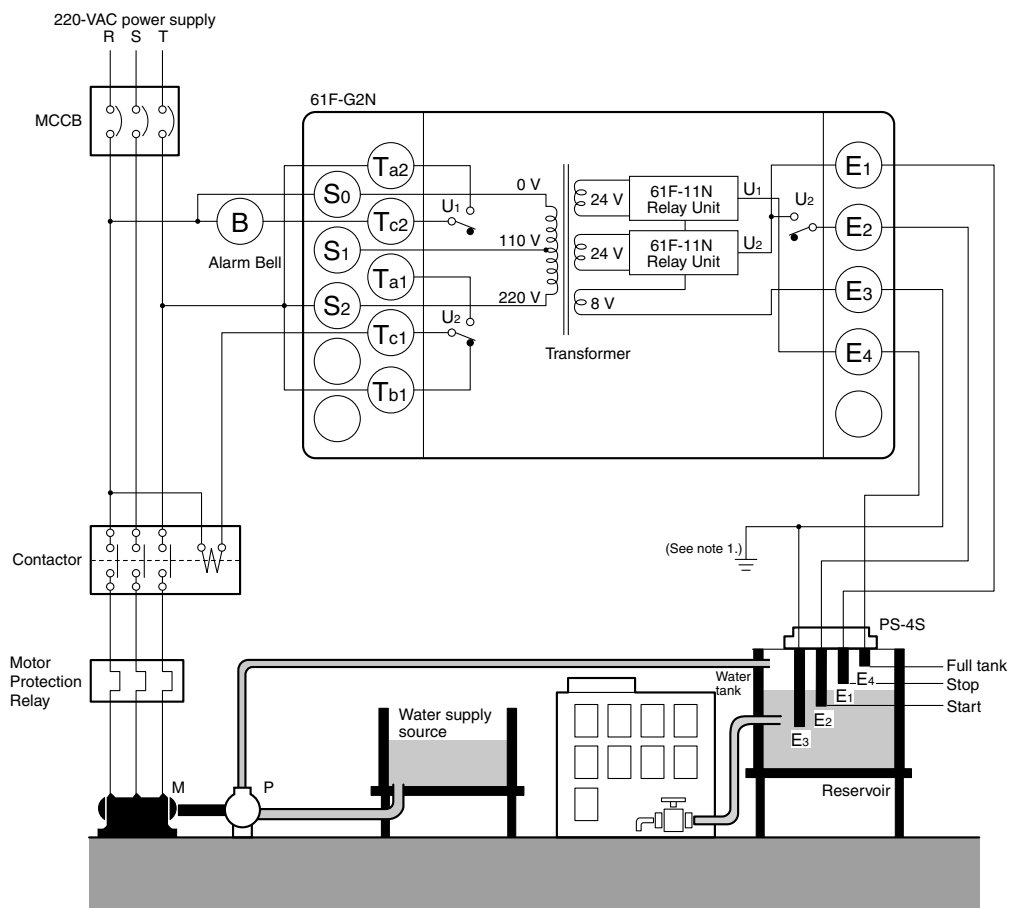 220-VAC power supply
R S T
MCCB
61F-G2N
Ta2
S0
0 V
U1
B
Tc2
Alarm Bell
S1
110 V
Ta1
S2
220 V
U2
Tc1
Tb1
24 V
61F-11N
Relay Unit
U1
24 V
61F-11N
Relay Unit
U2
8 V
Transformer
U2
E1
E2
E3
E4
Contactor
(See note 1.)
PS-4S
Motor
Protection
Relay
Water
tank
Full tank
Stop
Start
E4
E1
E2
E3
Water supply
source
Reservoir
M
P